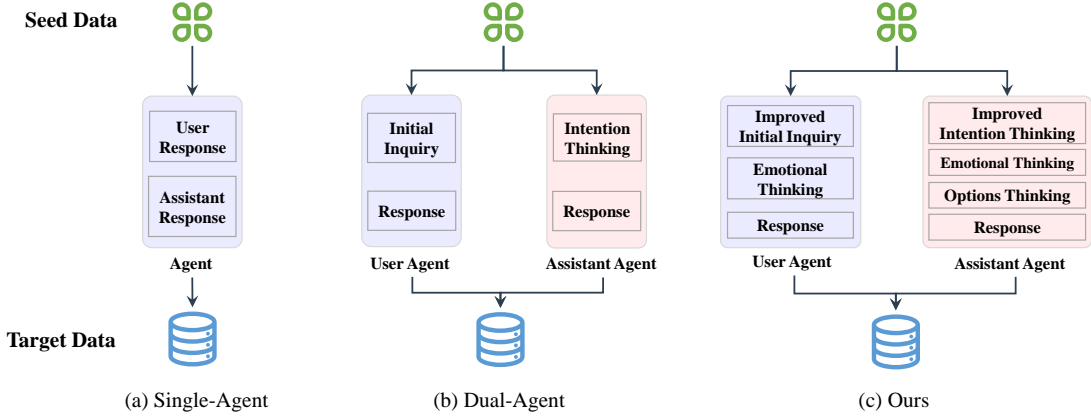 Seed Data
User
Response
Assistant
Response
Agent
Initial
Inquiry
Response
User Agent
Intention
Thinking
Response
Assistant Agent
Improved
Initial Inquiry
Emotional
Thinking
Response
User Agent
Improved
Intention Thinking
Emotional Thinking
Options Thinking
Response
Assistant Agent
Target Data
(a) Single-Agent
(b) Dual-Agent
(c) Ours